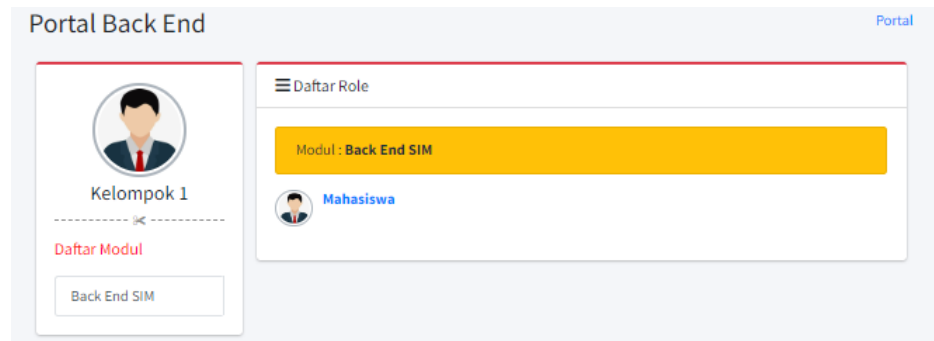 Portal Back End
Portal
Kelompok 1
Daftar Modul
Back End SIM
Daftar Role
Modul : Back End SIM
Mahasiswa